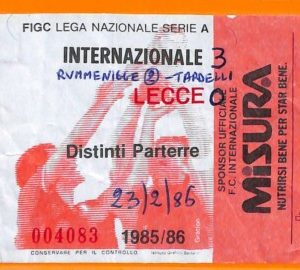 FIGC LEGA NAZIONALE SERIE A
INTERNAZIONALE 3
RUMMENIGGE (2) - TARDELLI
LECCE 0
Distinti Parterre
23/2/86
004083 1985/86
CONSERVARE PER IL CONTROLLO
SPONSOR UFFICIALE
F.C. INTERNAZIONALE
MISURA
NUTRIRSI BENE PER STAR BENE.